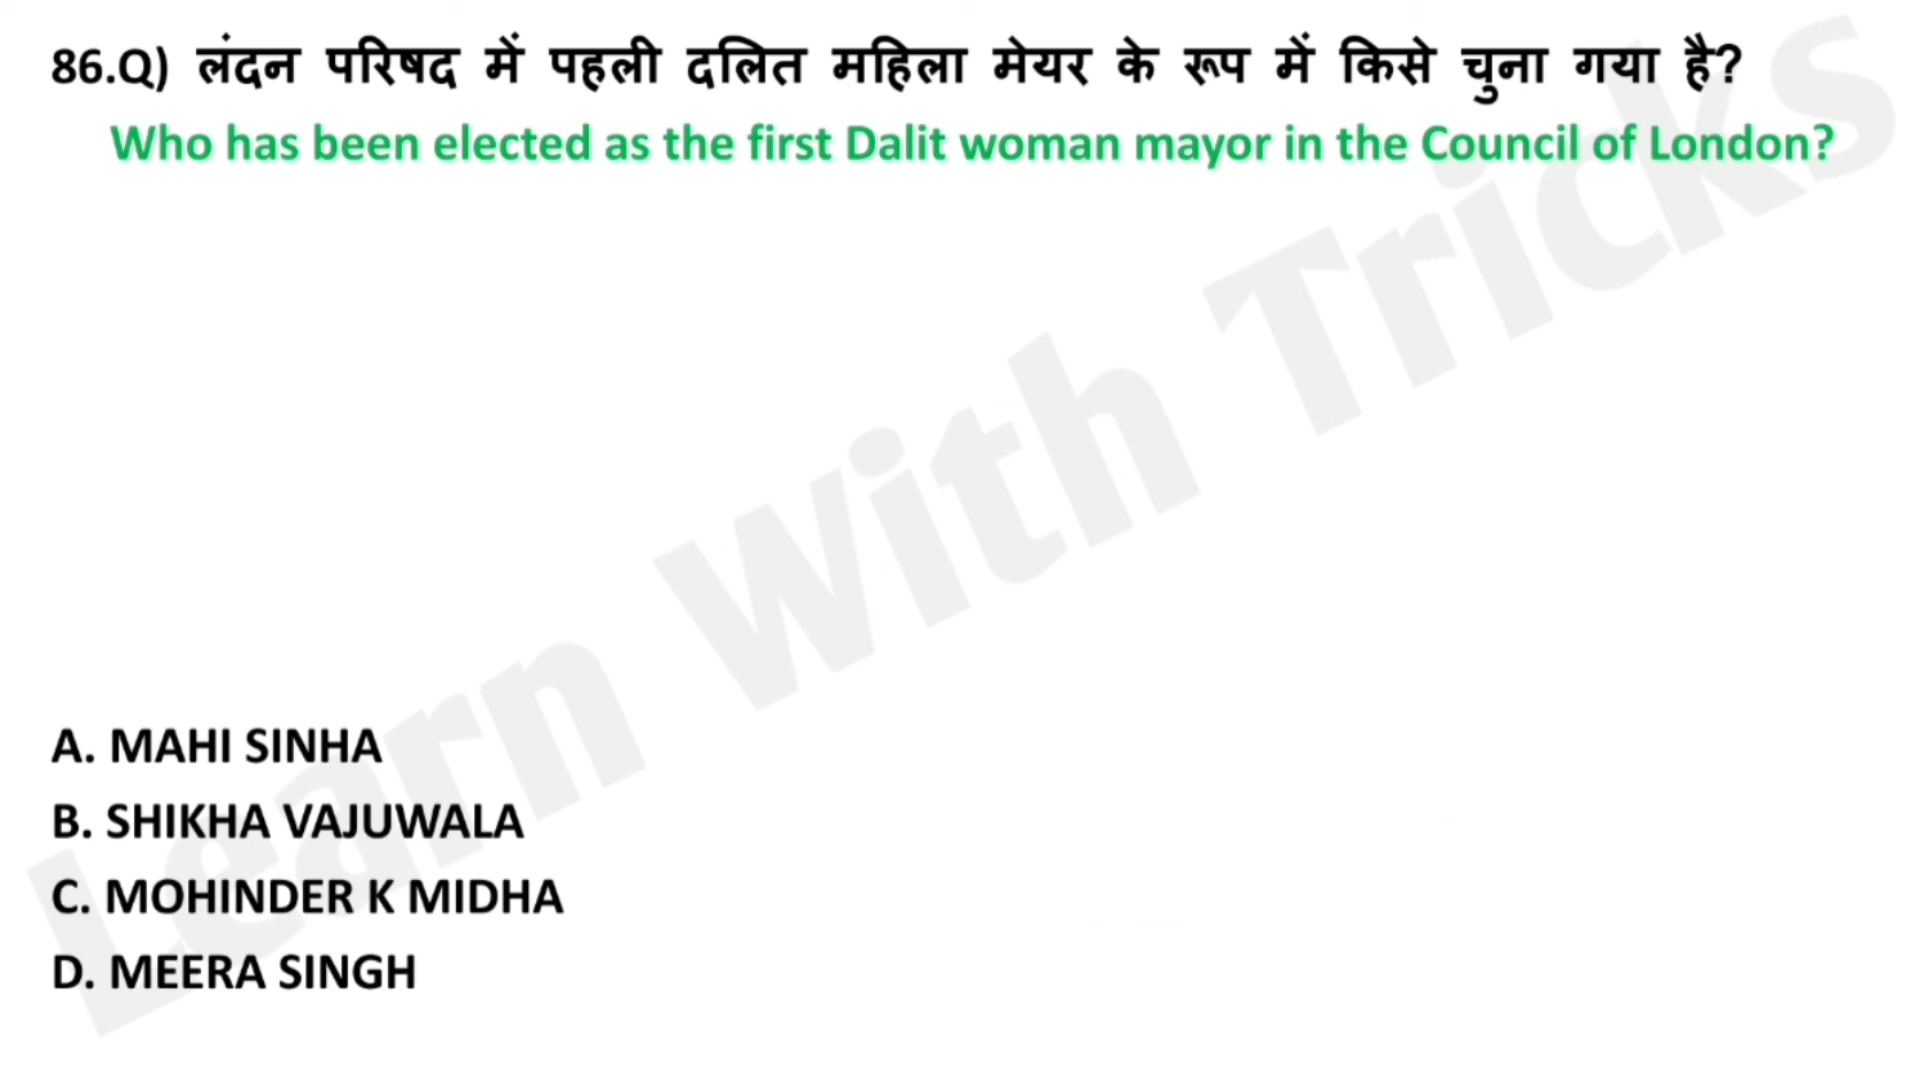 86.Q) लंदन परिषद में पहली दलित महिला मेयर के रूप में किसे चुना गया है?
Who has been elected as the first Dalit woman mayor in the Council of London?
Learn With Tricks
A. MAHI SINHA
B. SHIKHA VAJUWALA
C. MOHINDER K MIDHA
D. MEERA SINGH